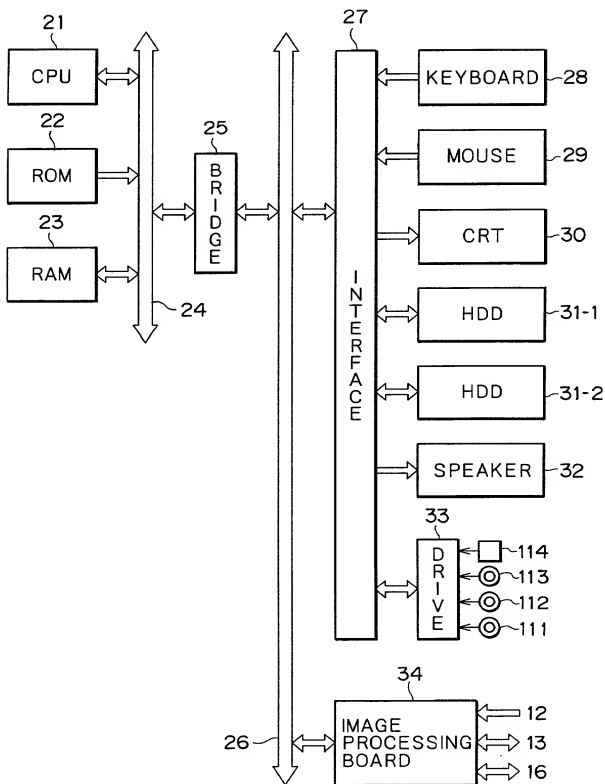 21
CPU
22
ROM
23
RAM
24
25
BRIDGE
26
27
INTERFACE
KEYBOARD
28
MOUSE
29
CRT
30
HDD
31-1
HDD
31-2
SPEAKER
32
33
DRIVE
114
113
112
111
34
IMAGE
PROCESSING
BOARD
12
13
16